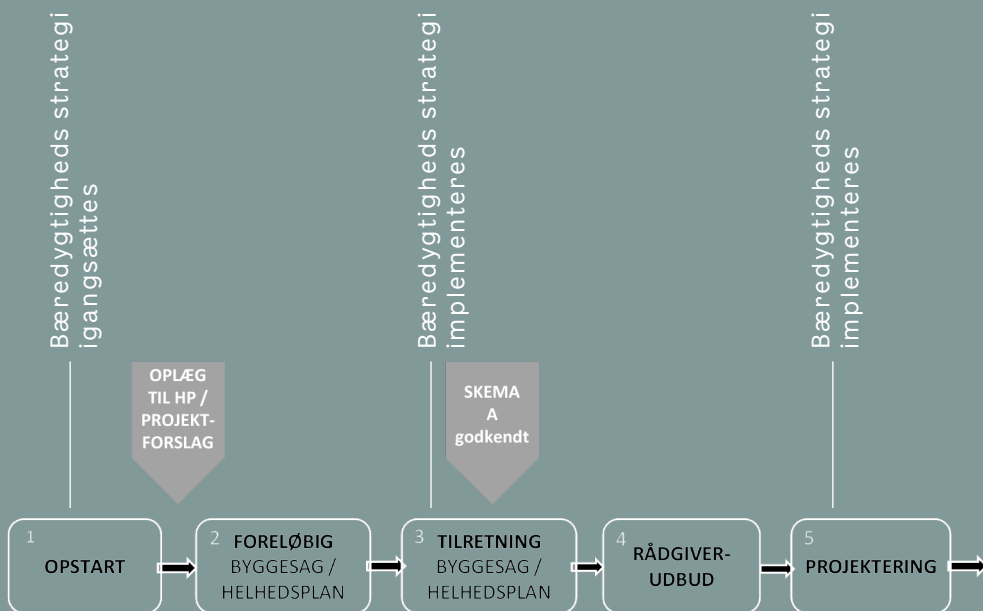 Bæredygtigheds strategi
igangsættes
Bæredygtigheds strategi
implementeres
Bæredygtigheds strategi
implementeres
OPLÆG
TIL HP /
PROJEKT-
FORSLAG
SKEMA
A
godkendt
1
OPSTART
2
FORELØBIG
BYGGESAG /
HELHEDSPLAN
3
TILRETNING
BYGGESAG /
HELHEDSPLAN
4
RÅDGIVER-
UDBUD
5
PROJEKTERING